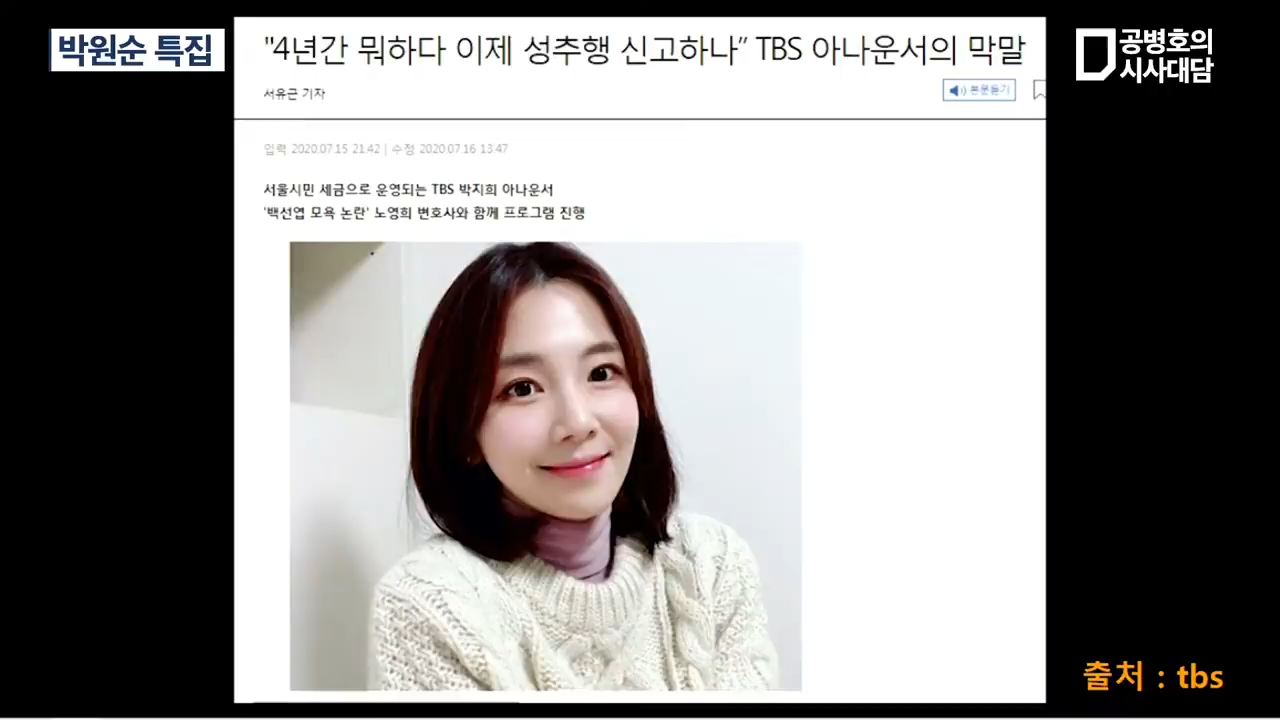 박원순 특집
"4년간 뭐하다 이제 성추행 신고하나" TBS 아나운서의 막말
공병호의
시사대담
서유근 기자
본문듣기
입력 2020.07.15 21:42 | 수정 2020.07.16 13:47
서울시민 세금으로 운영되는 TBS 박지희 아나운서
'백선엽 모욕 논란' 노영희 변호사와 함께 프로그램 진행
출처 : tbs